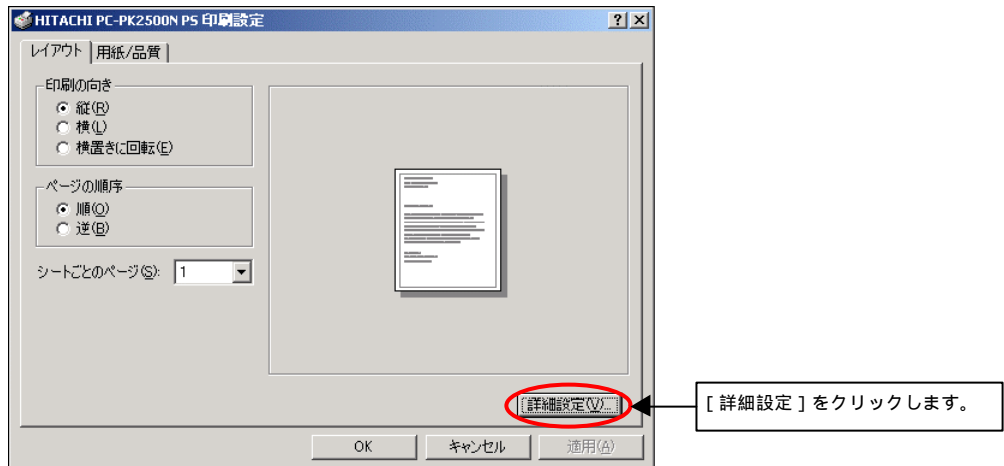 HITACHI PC-PK2500N PS 印刷設定
レイアウト 用紙/品質
印刷の向き
縦(R)
横(L)
横置きに回転(E)
ページの順序
順(O)
逆(B)
シートごとのページ(S): 1
詳細設定(V)...
[ 詳細設定 ] をクリックします。
OK キャンセル 適用(A)